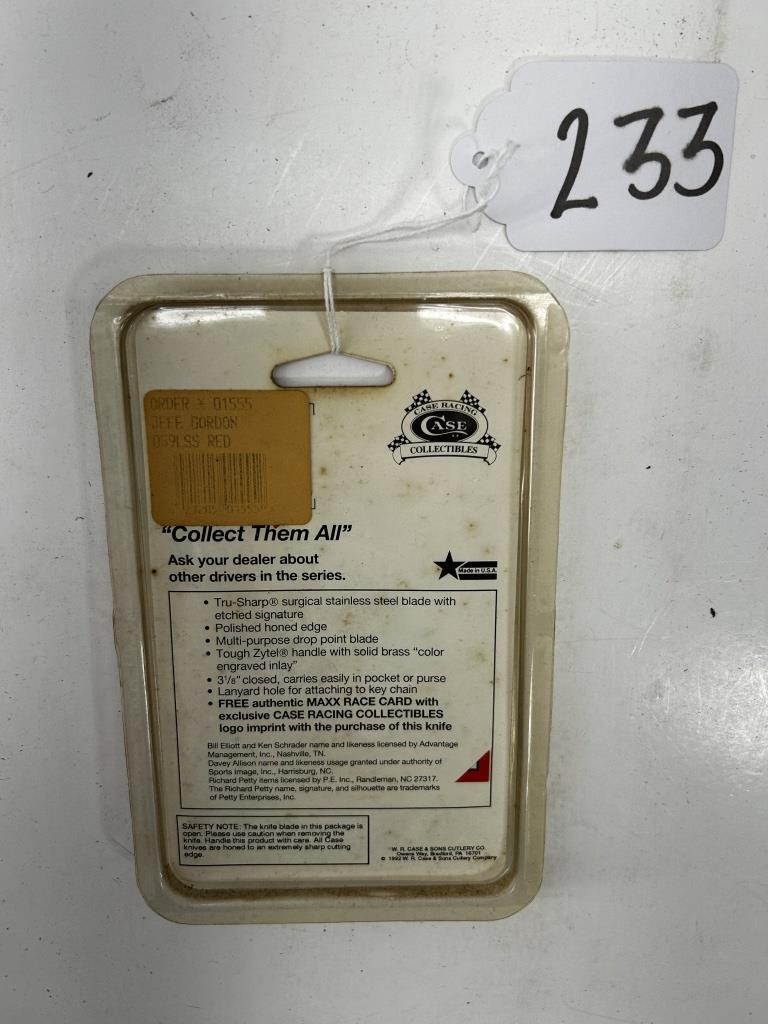 233
ORDER # 01555
JEFF GORDON
059LSS RED
CASE RACING
CASE
COLLECTIBLES
"Collect Them All"
Ask your dealer about
other drivers in the series.
Made in U.S.A.
• Tru-Sharp® surgical stainless steel blade with
etched signature
• Polished honed edge
• Multi-purpose drop point blade
• Tough Zytel® handle with solid brass "color
engraved inlay"
• 3 1/8" closed, carries easily in pocket or purse
• Lanyard hole for attaching to key chain
• FREE authentic MAXX RACE CARD with
exclusive CASE RACING COLLECTIBLES
logo imprint with the purchase of this knife
Bill Elliott and Ken Schrader name and likeness licensed by Advantage
Management, Inc., Nashville, TN.
Davey Allison name and likeness usage granted under authority of
Sports Image, Inc., Harrisburg, NC.
Richard Petty items licensed by P.E. Inc., Randleman, NC 27317.
The Richard Petty name, signature, and silhouette are trademarks
of Petty Enterprises, Inc.
SAFETY NOTE: The knife blade in this package is
open. Please use caution when removing the
knife. Handle this product with care. All Case
knives are honed to an extremely sharp cutting
edge.
W. R. CASE & SONS CUTLERY CO.
Owens Way, Bradford, PA 16701
© 1992 W. R. Case & Sons Cutlery Company